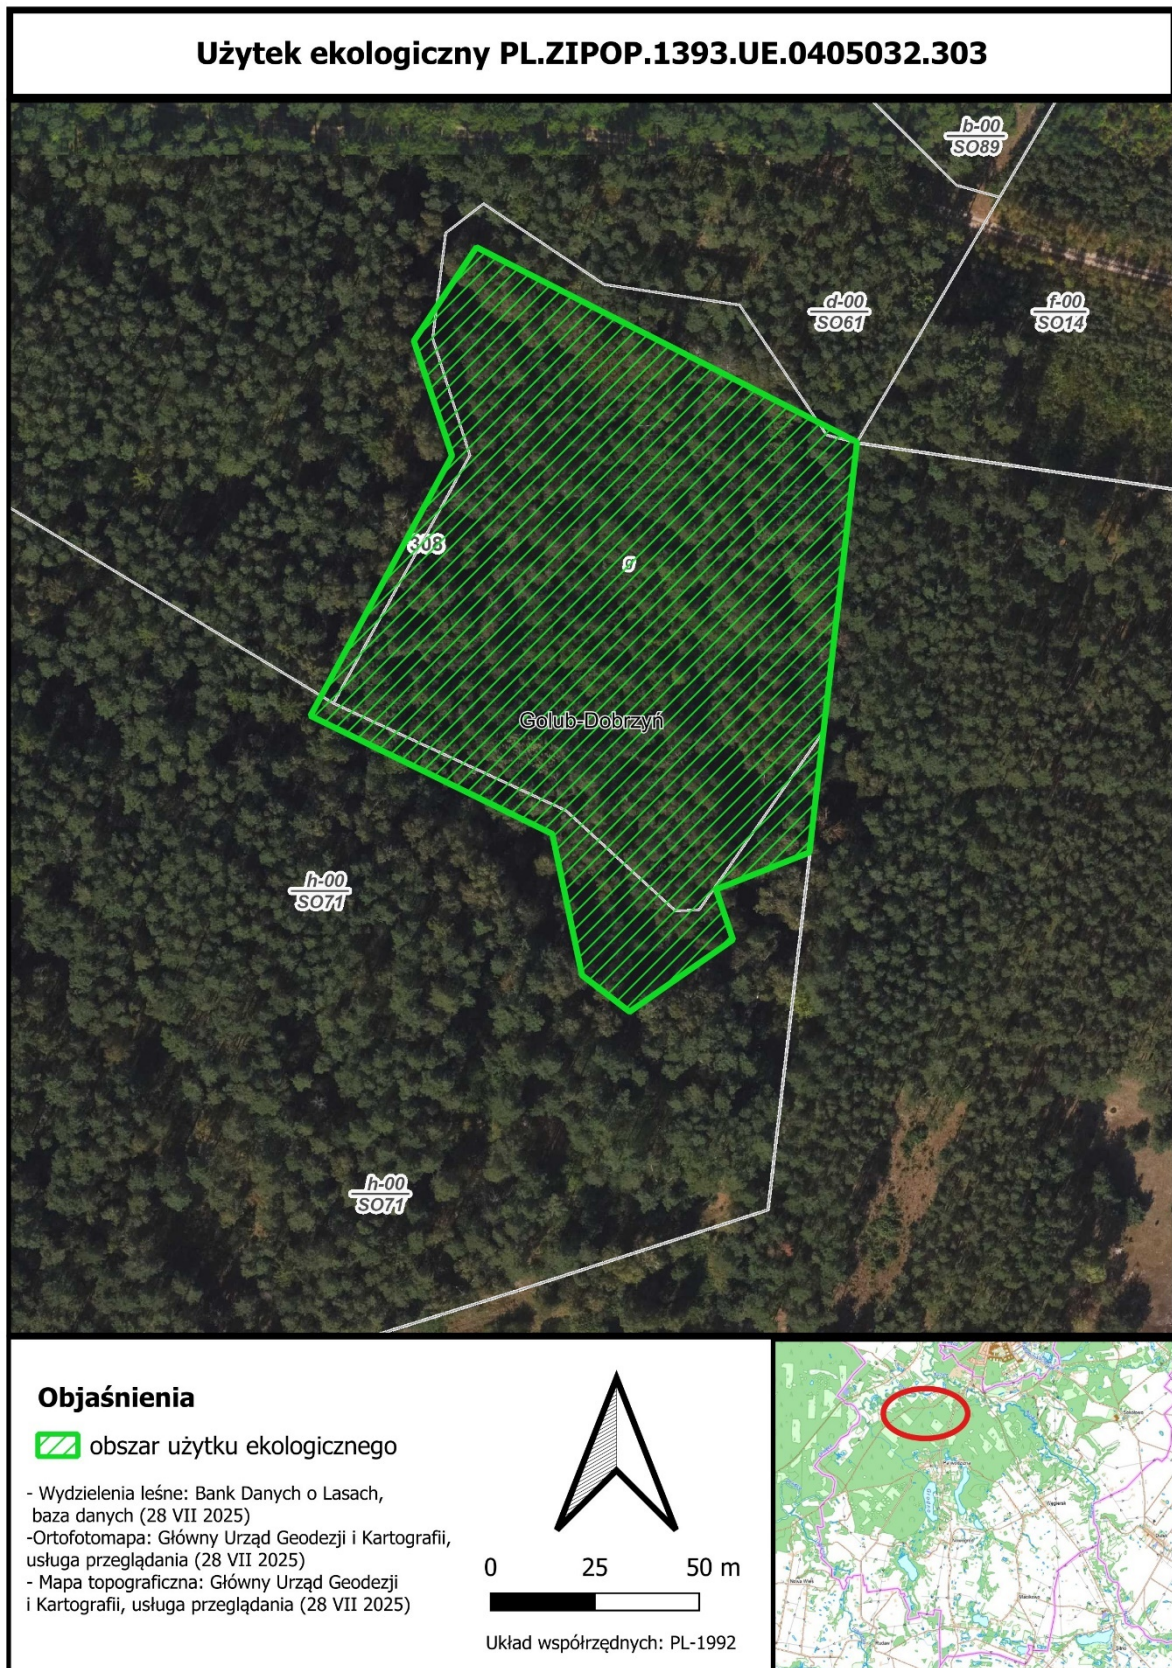 Użytek ekologiczny PL.ZIPOP.1393.UE.0405032.303
b-00
SO89
d-00
SO61
f-00
SO14
308
g
Golub-Dobrzyń
h-00
SO71
h-00
SO71
Objaśnienia
obszar użytku ekologicznego
- Wydzielenia leśne: Bank Danych o Lasach,
baza danych (28 VII 2025)
-Ortofotomapa: Główny Urząd Geodezji i Kartografii,
usługa przeglądania (28 VII 2025)
- Mapa topograficzna: Główny Urząd Geodezji
i Kartografii, usługa przeglądania (28 VII 2025)
0 25 50 m
Układ współrzędnych: PL-1992